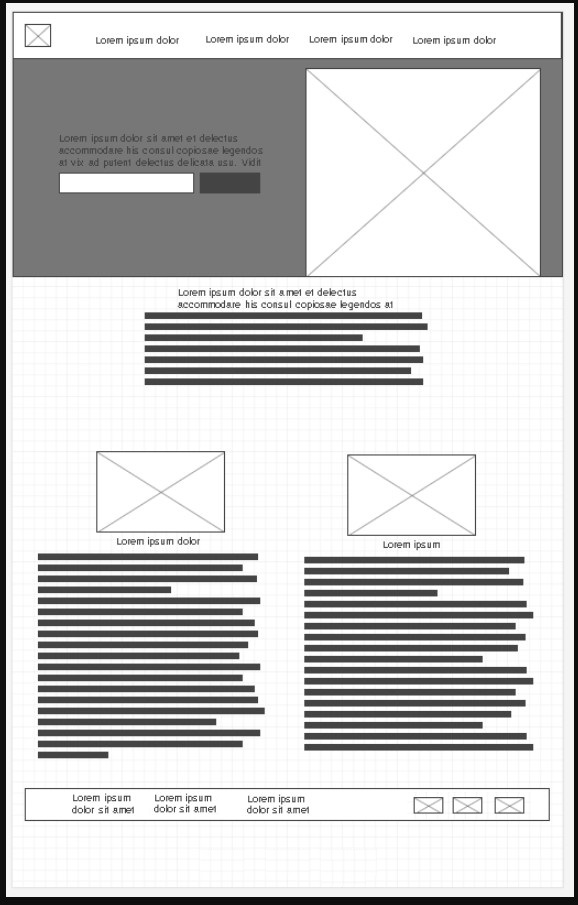 Lorem ipsum dolor
Lorem ipsum dolor
Lorem ipsum dolor
Lorem ipsum dolor
Lorem ipsum dolor sit amet et delectus
accommodare his consul copiosae legendos
at vix ad putent delectus delicata usu. Vidit
Lorem ipsum dolor sit amet et delectus
accommodare his consul copiosae legendos at
Lorem ipsum dolor
Lorem ipsum
Lorem ipsum
dolor sit amet
Lorem ipsum
dolor sit amet
Lorem ipsum
dolor sit amet